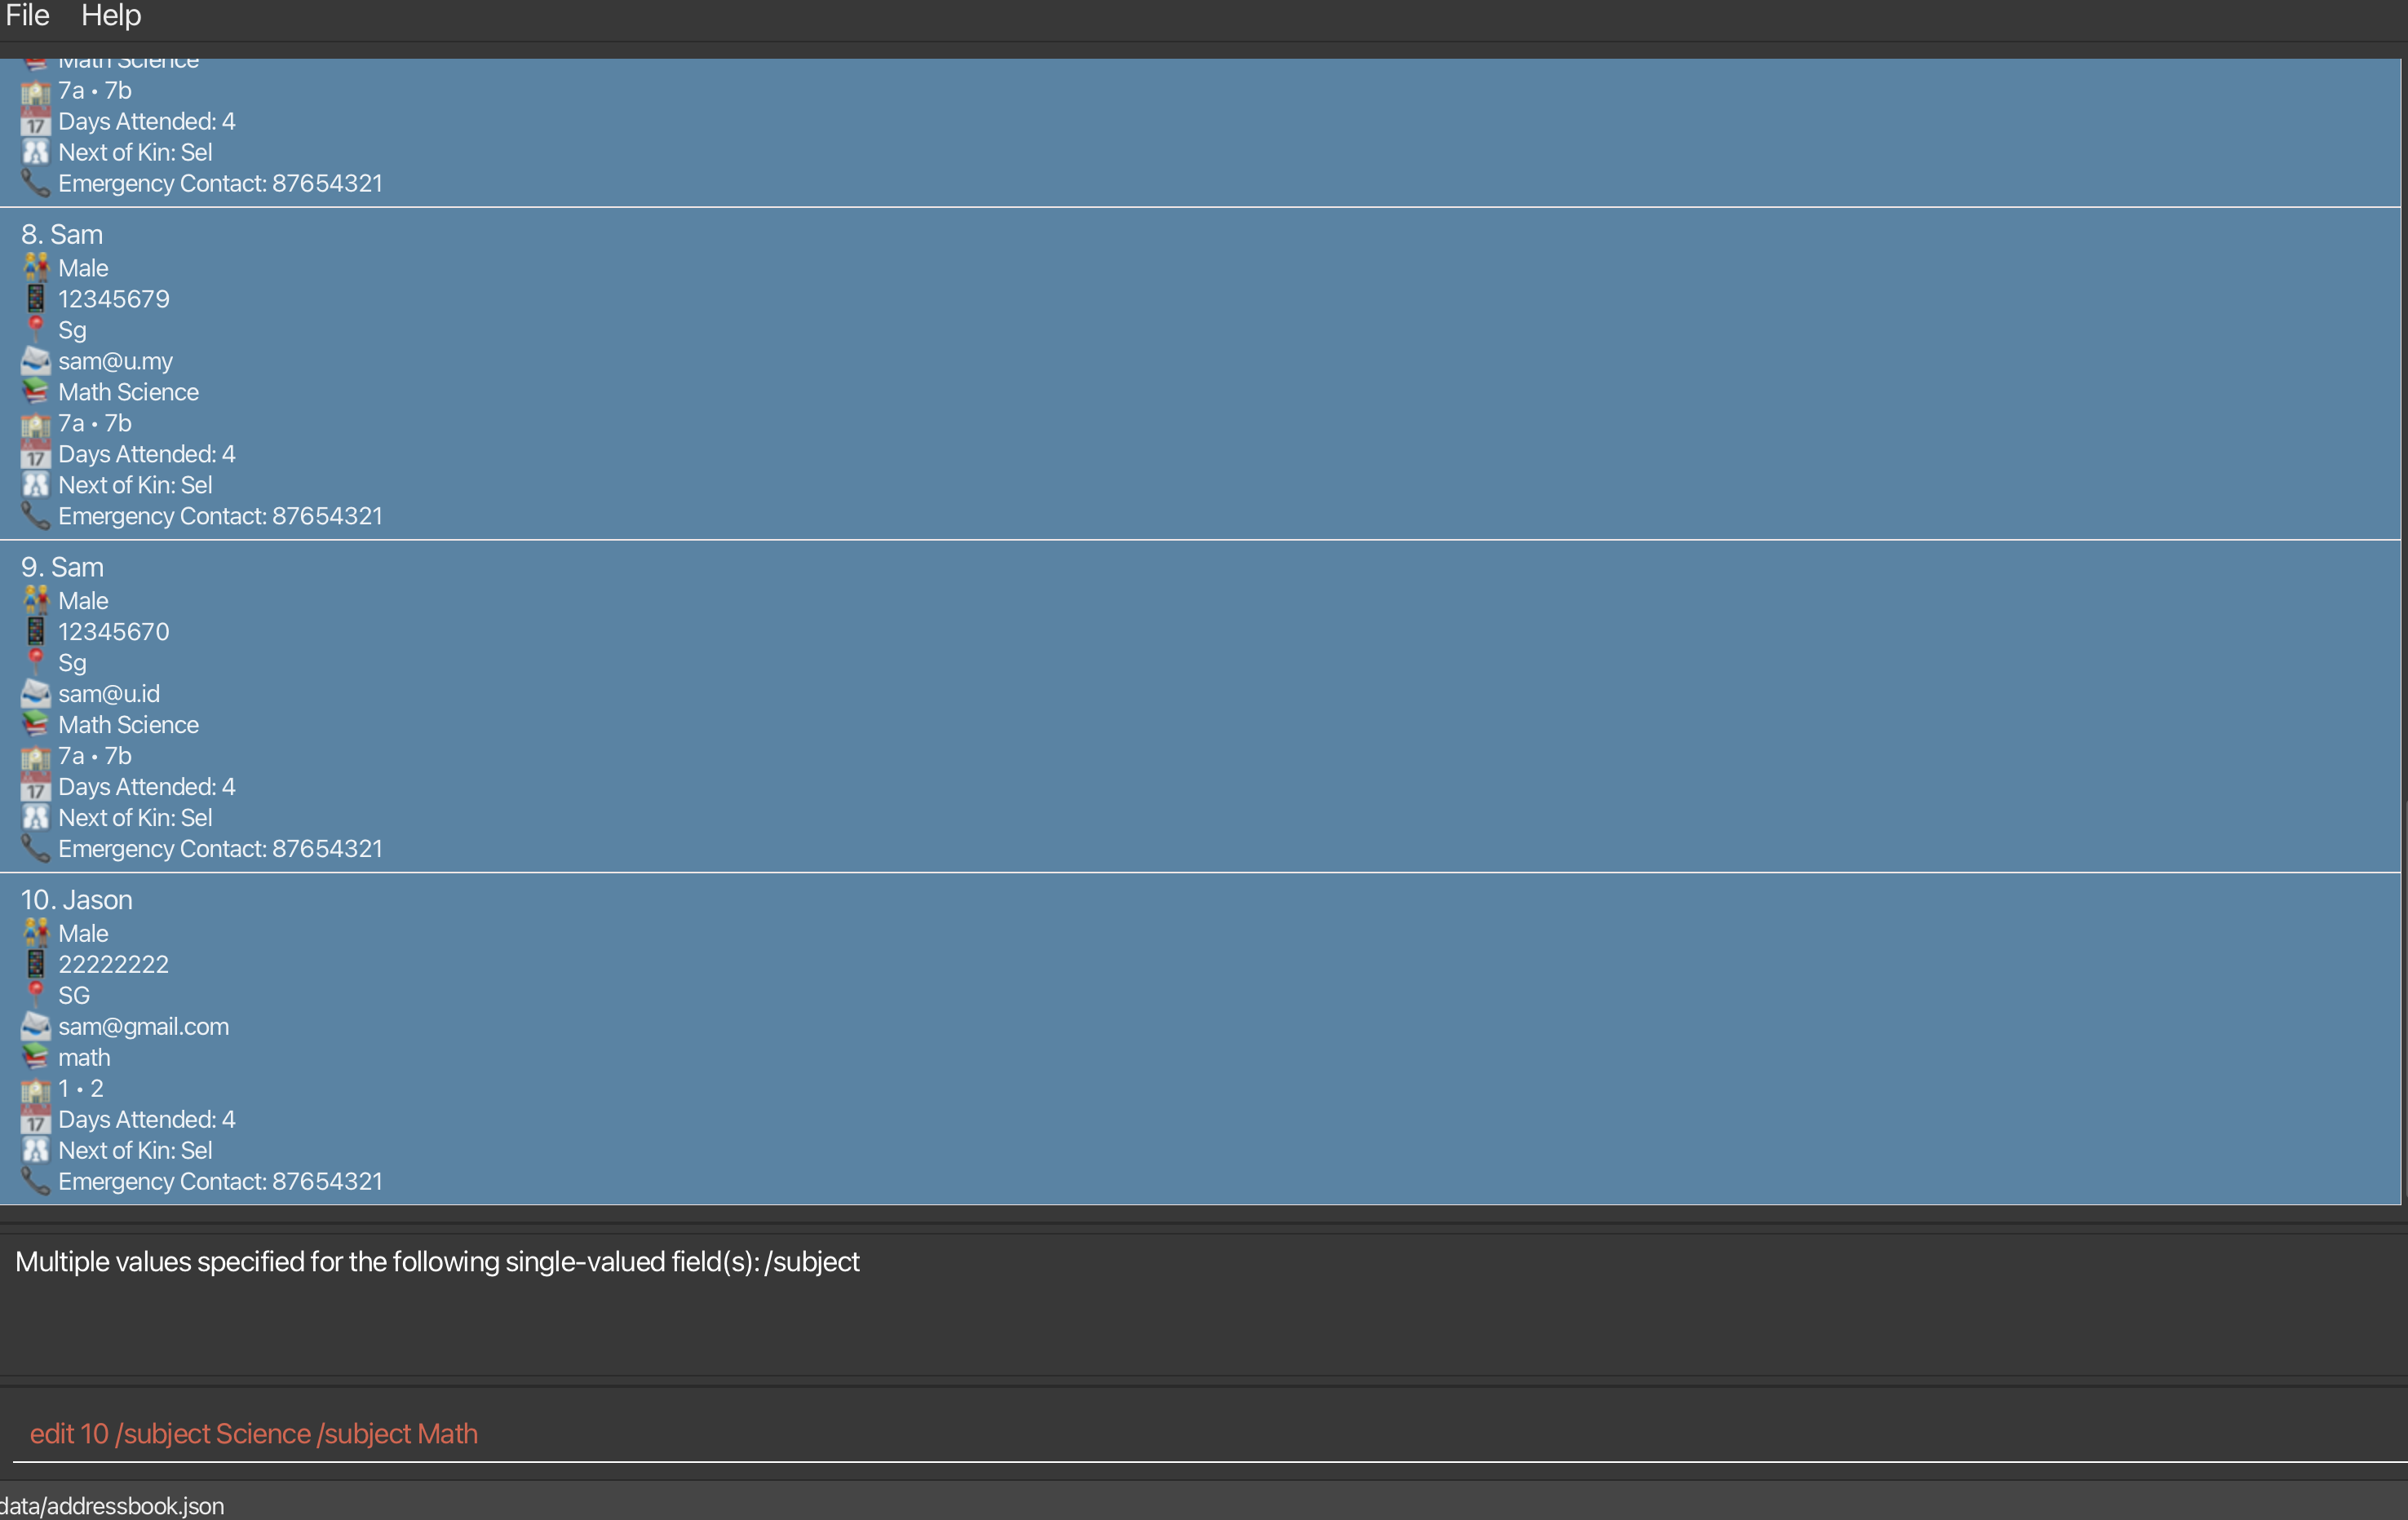 File Help
Math Science
7a • 7b
17 Days Attended: 4
Next of Kin: Sel
Emergency Contact: 87654321
8. Sam
Male
12345679
Sg
sam@u.my
Math Science
7a • 7b
17 Days Attended: 4
Next of Kin: Sel
Emergency Contact: 87654321
9. Sam
Male
12345670
Sg
sam@u.id
Math Science
7a • 7b
17 Days Attended: 4
Next of Kin: Sel
Emergency Contact: 87654321
10. Jason
Male
22222222
SG
sam@gmail.com
math
1 • 2
17 Days Attended: 4
Next of Kin: Sel
Emergency Contact: 87654321
Multiple values specified for the following single-valued field(s): /subject
edit 10 /subject Science /subject Math
data/addressbook.json